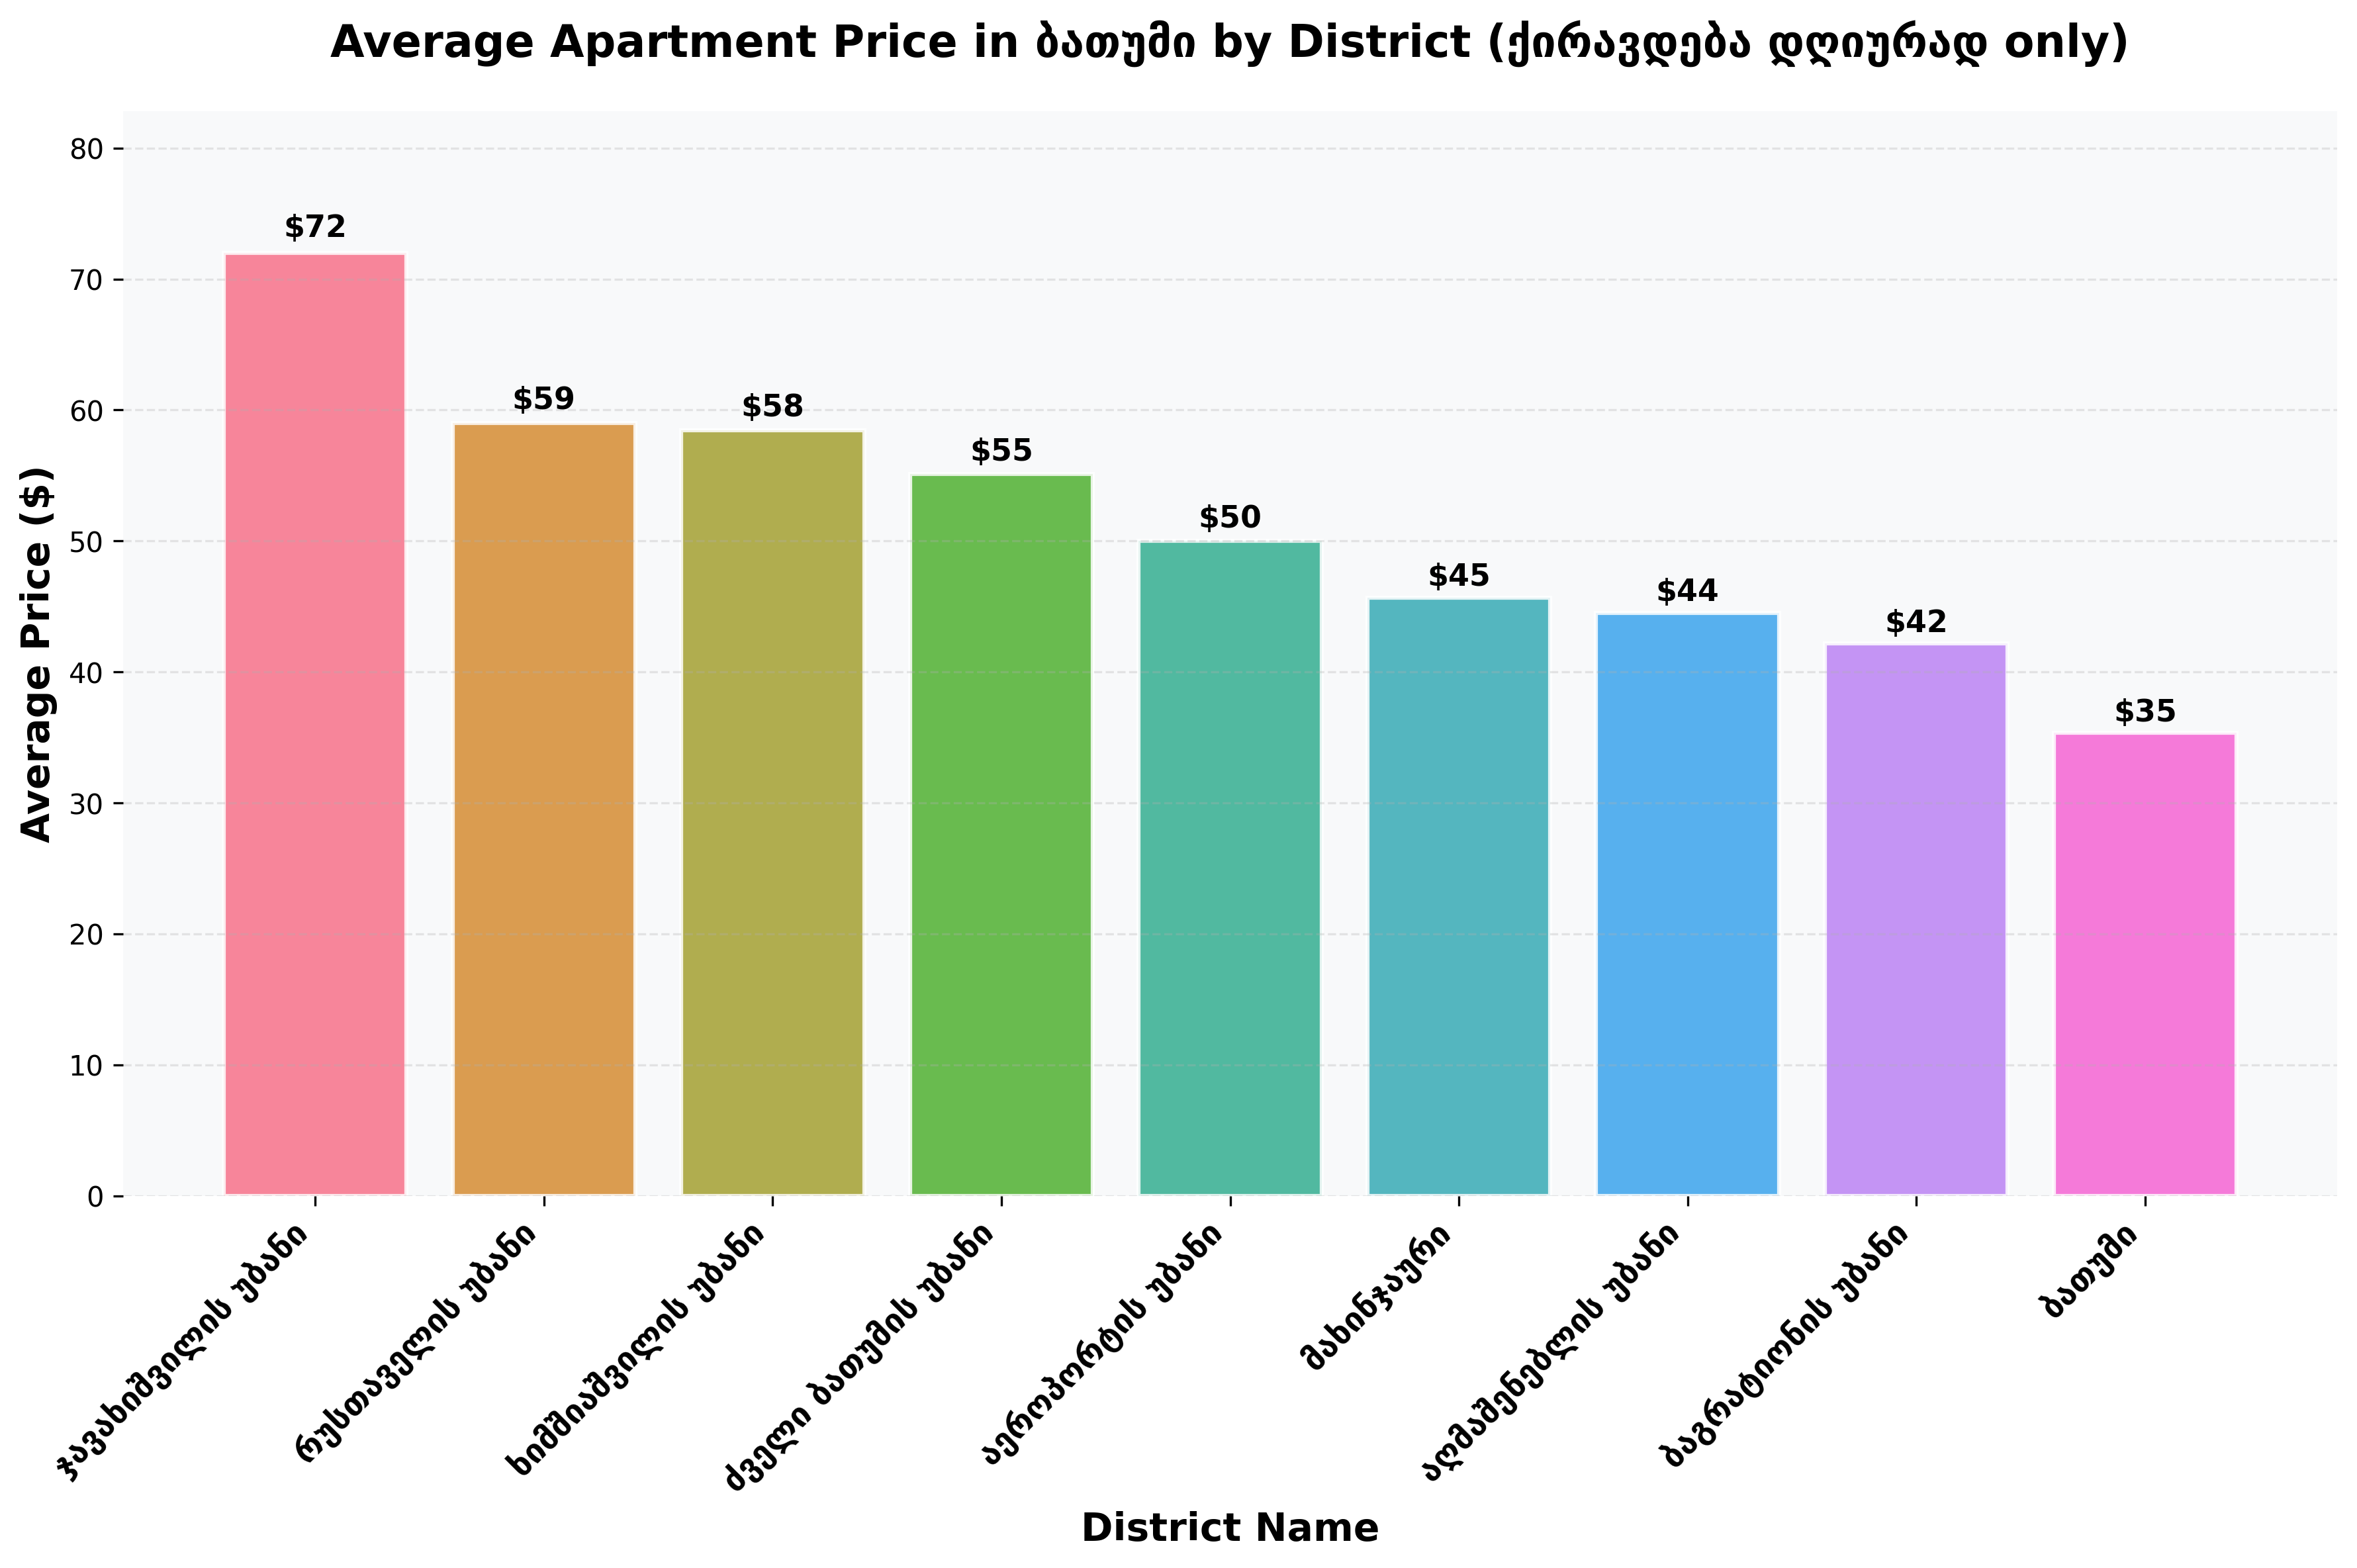 Average Apartment Price in ბათუმი by District (ქირავდება დღიურად only)
Average Price ($)
80
70
60
50
40
30
20
10
0
$72
$59
$58
$55
$50
$45
$44
$42
$35
ჯავახიშვილის უბანი
რუსთაველის უბანი
ხიმშიაშვილის უბანი
ძველი ბათუმის უბანი
აეროპორტის უბანი
მახინჯაური
აღმაშენებლის უბანი
ბაგრატიონის უბანი
ბათუმი
District Name